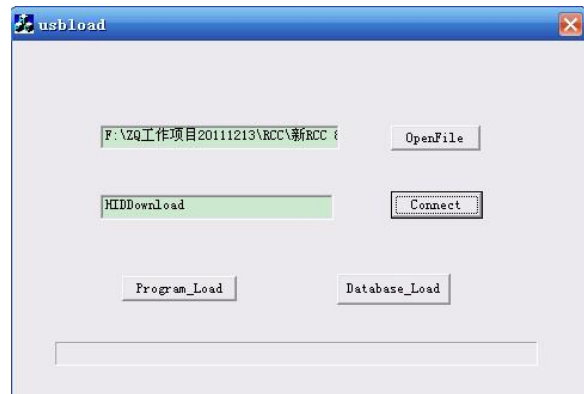 usbload
F:\ZQ工作项目20111213\RCC\新RCC
OpenFile
HIDDownload
Connect
Program_Load
Database_Load